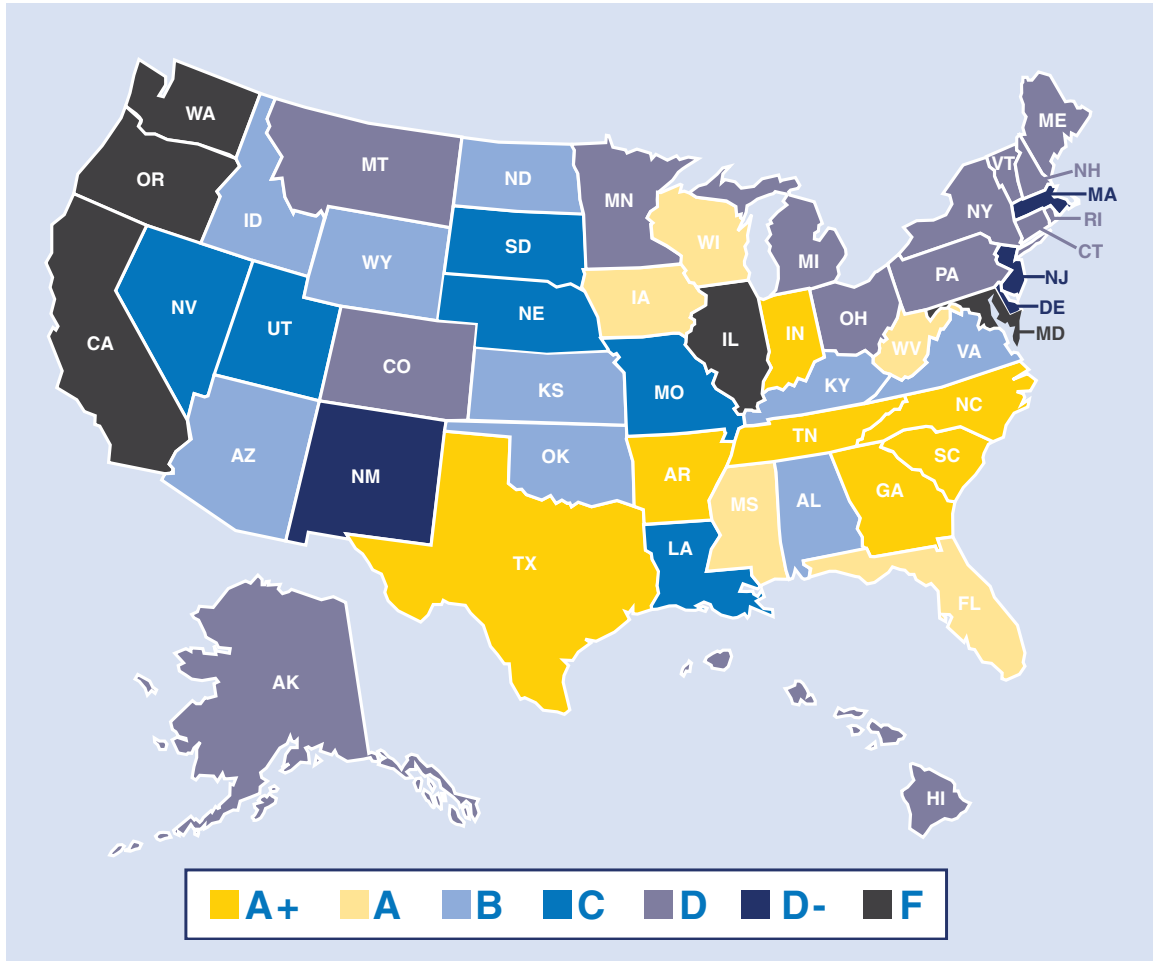 ME
WA
VT
MT
NH
ND
OR
MA
MN
NY
RI
ID
WI
SD
CT
WY
MI
PA
NJ
IA
NV
DE
NE
OH
UT
MD
IN
IL
CA
WV
VA
CO
KY
KS
MO
NC
TN
AZ
OK
SC
NM
AR
GA
MS
AL
LA
TX
FL
AK
HI
A+ A B C D D- F